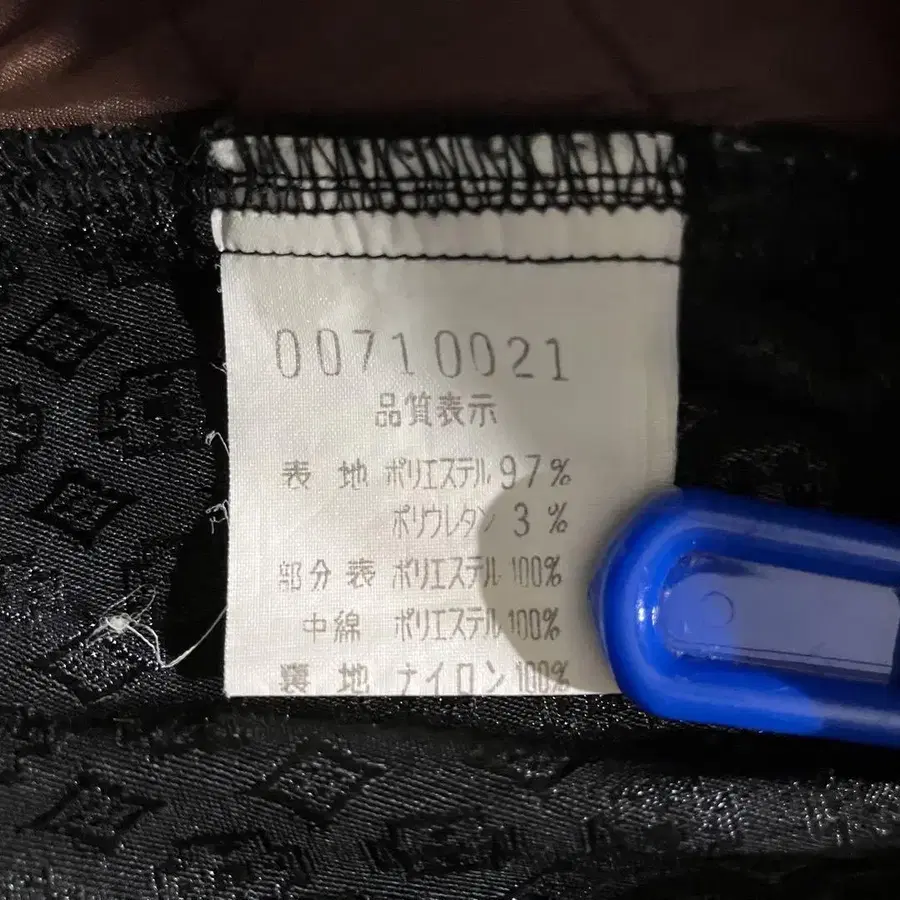 00710021
品質表示
表 地 ポリエステル 97%
ポリウレタン 3%
部分表 ポリエステル 100%
中綿 ポリエステル 100%
裏地 ナイロン 100%